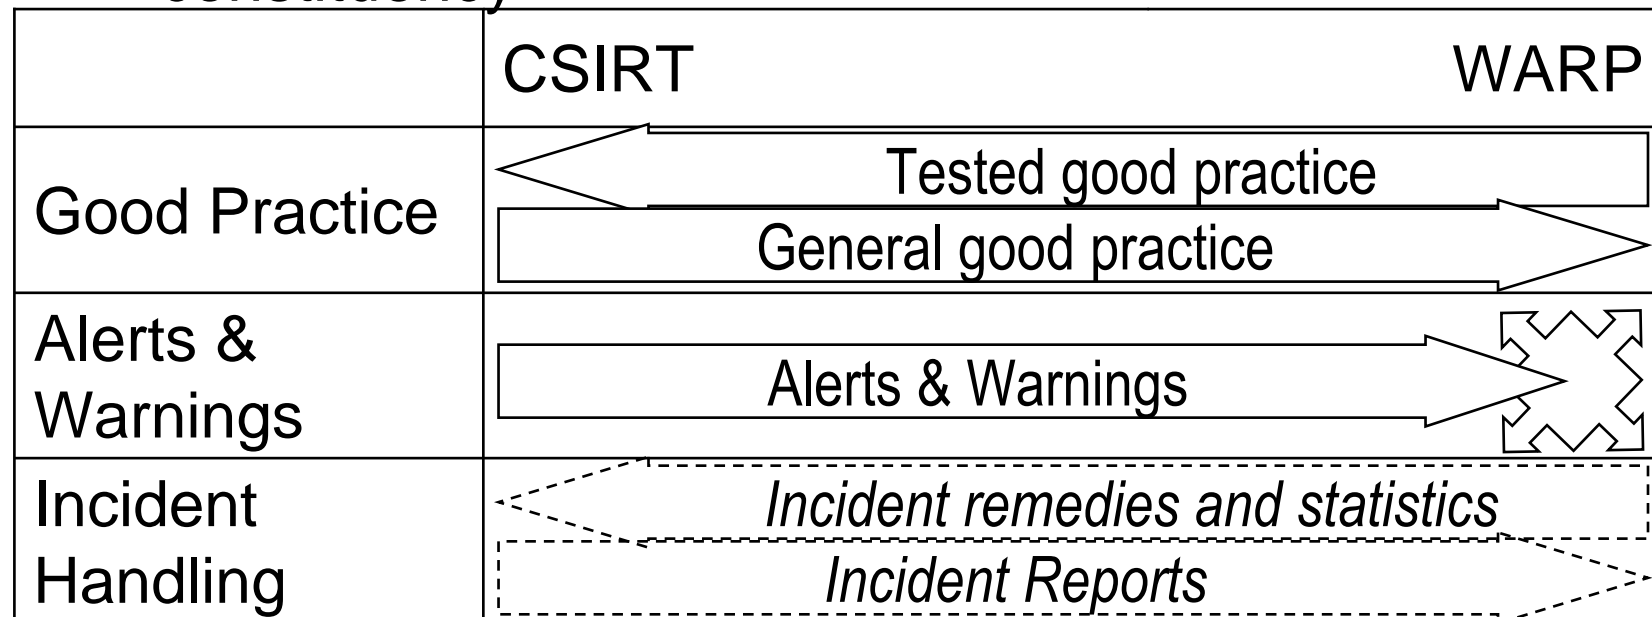 constituency
CSIRT WARP
Good Practice
Tested good practice
General good practice
Alerts &
Warnings
Alerts & Warnings
Incident
Handling
Incident remedies and statistics
Incident Reports